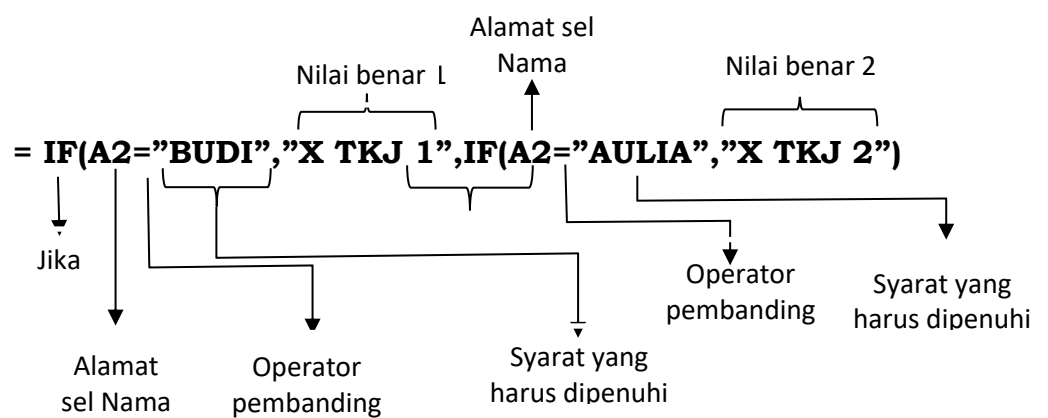 Alamat sel
Nama
Nilai benar 1
Nilai benar 2
= IF(A2=”BUDI”,”X TKJ 1”,IF(A2=”AULIA”,”X TKJ 2”)
Jika
Operator
pembanding
Syarat yang
harus dipenuhi
Alamat
sel Nama
Operator
pembanding
Syarat yang
harus dipenuhi